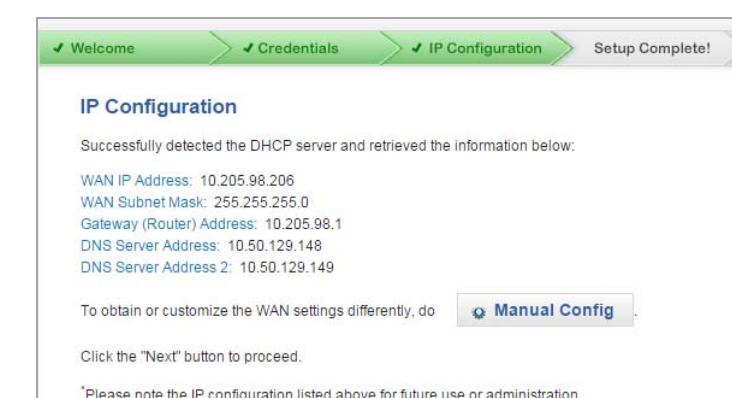 ✔ Welcome ✔ Credentials ✔ IP Configuration Setup Complete!
IP Configuration
Successfully detected the DHCP server and retrieved the information below:
WAN IP Address: 10.205.98.206
WAN Subnet Mask: 255.255.255.0
Gateway (Router) Address: 10.205.98.1
DNS Server Address: 10.50.129.148
DNS Server Address 2: 10.50.129.149
To obtain or customize the WAN settings differently, do Manual Config.
Click the "Next" button to proceed.
*Please note the IP configuration listed above for future use or administration